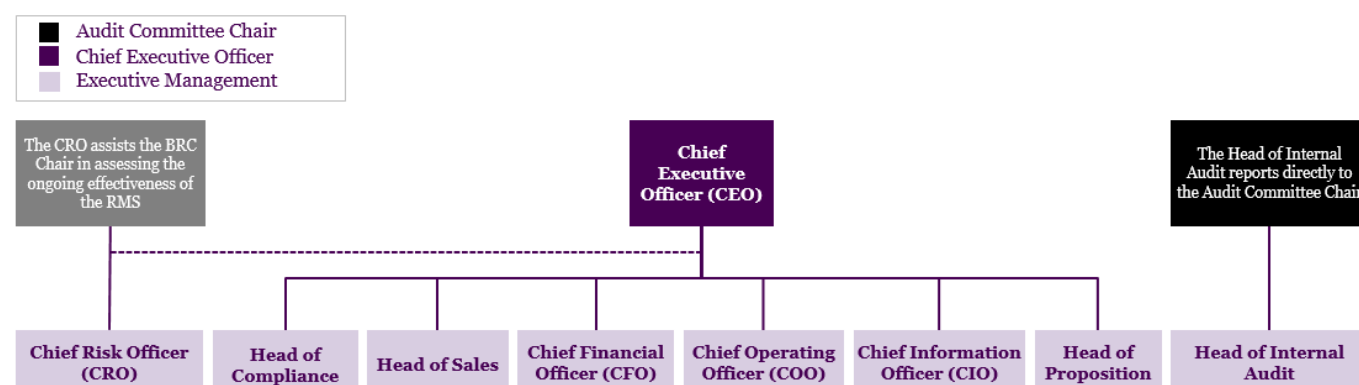 Audit Committee Chair
Chief Executive Officer
Executive Management
The CRO assists the BRC
Chair in assessing the
ongoing effectiveness of
the RMS
Chief
Executive
Officer (CEO)
The Head of Internal
Audit reports directly to
the Audit Committee Chair
Chief Risk Officer
(CRO)
Head of
Compliance
Head of Sales
Chief Financial
Officer (CFO)
Chief Operating
Officer (COO)
Chief Information
Officer (CIO)
Head of
Proposition
Head of Internal
Audit